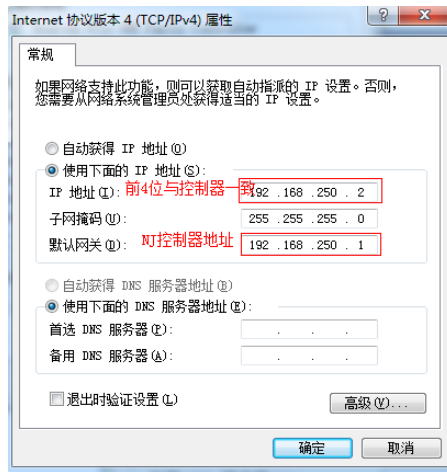 Internet 协议版本 4 (TCP/IPv4) 属性
常规
如果网络支持此功能，则可以获取自动指派的 IP 设置。否则，
您需要从网络系统管理员处获得适当的 IP 设置。
自动获得 IP 地址(O)
使用下面的 IP 地址(S):
IP 地址(I): 前4位与控制器一致 192 .168 .250 . 2
子网掩码(U): 255 .255 .255 . 0
默认网关(D): NJ控制器地址 192 .168 .250 . 1
自动获得 DNS 服务器地址(B)
使用下面的 DNS 服务器地址(E):
首选 DNS 服务器(P): . . .
备用 DNS 服务器(A): . . .
退出时验证设置(L)
高级(V)...
确定 取消